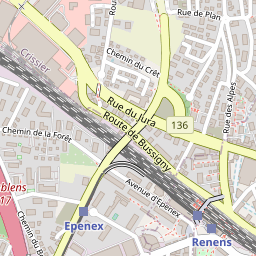 Rue de Plan
Crissier
Chemin du Crêt
Rue des Alpes
Rue du Jura
Route de Bussigny
136
Chemin de la Forêt
Avenue d'Epenex
17
Epenex
Renens